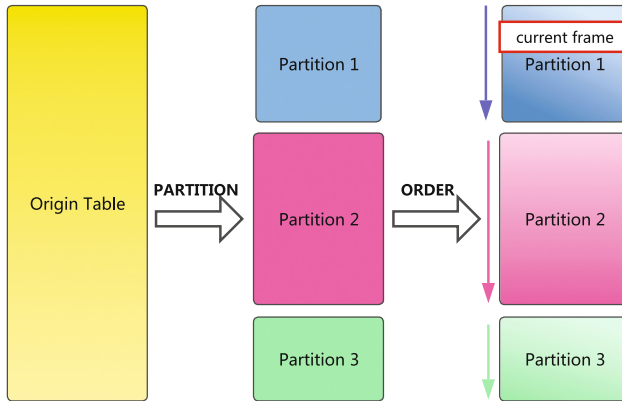 Origin Table
PARTITION
Partition 1
Partition 2
Partition 3
ORDER
current frame
Partition 1
Partition 2
Partition 3